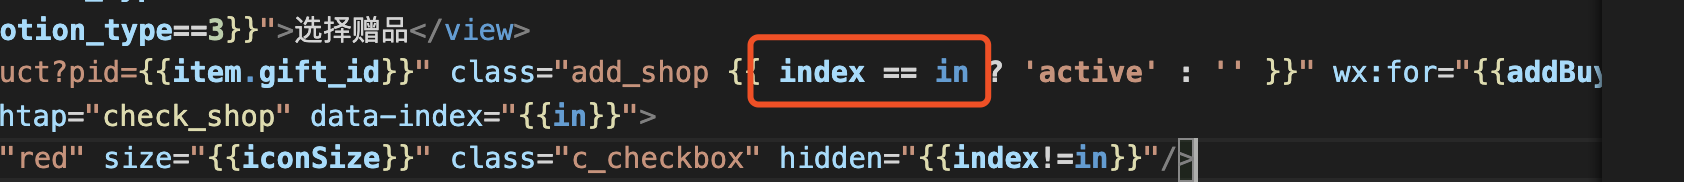 otion_type==3}}">选择赠品</view>
uct?pid={{item.gift_id}}" class="add_shop {{ index == in ? 'active' : '' }}" wx:for="{{addBuy
htap="check_shop" data-index="{{in}}">
"red" size="{{iconSize}}" class="c_checkbox" hidden="{{index!=in}}"/>